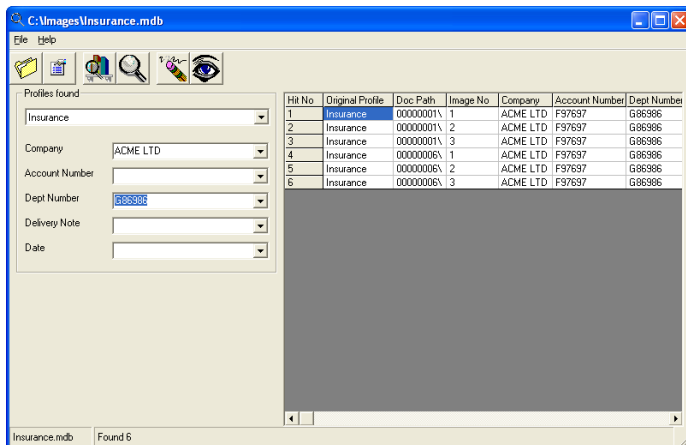 C:\Images\Insurance.mdb
File Help
Profiles found
Insurance
Company ACME LTD
Account Number
Dept Number G86986
Delivery Note
Date
Hit No Original Profile Doc Path Image No Company Account Number Dept Number
1 Insurance 00000001\ 1 ACME LTD F97697 G86986
2 Insurance 00000001\ 2 ACME LTD F97697 G86986
3 Insurance 00000001\ 3 ACME LTD F97697 G86986
4 Insurance 00000006\ 1 ACME LTD F97697 G86986
5 Insurance 00000006\ 2 ACME LTD F97697 G86986
6 Insurance 00000006\ 3 ACME LTD F97697 G86986
Insurance.mdb Found 6